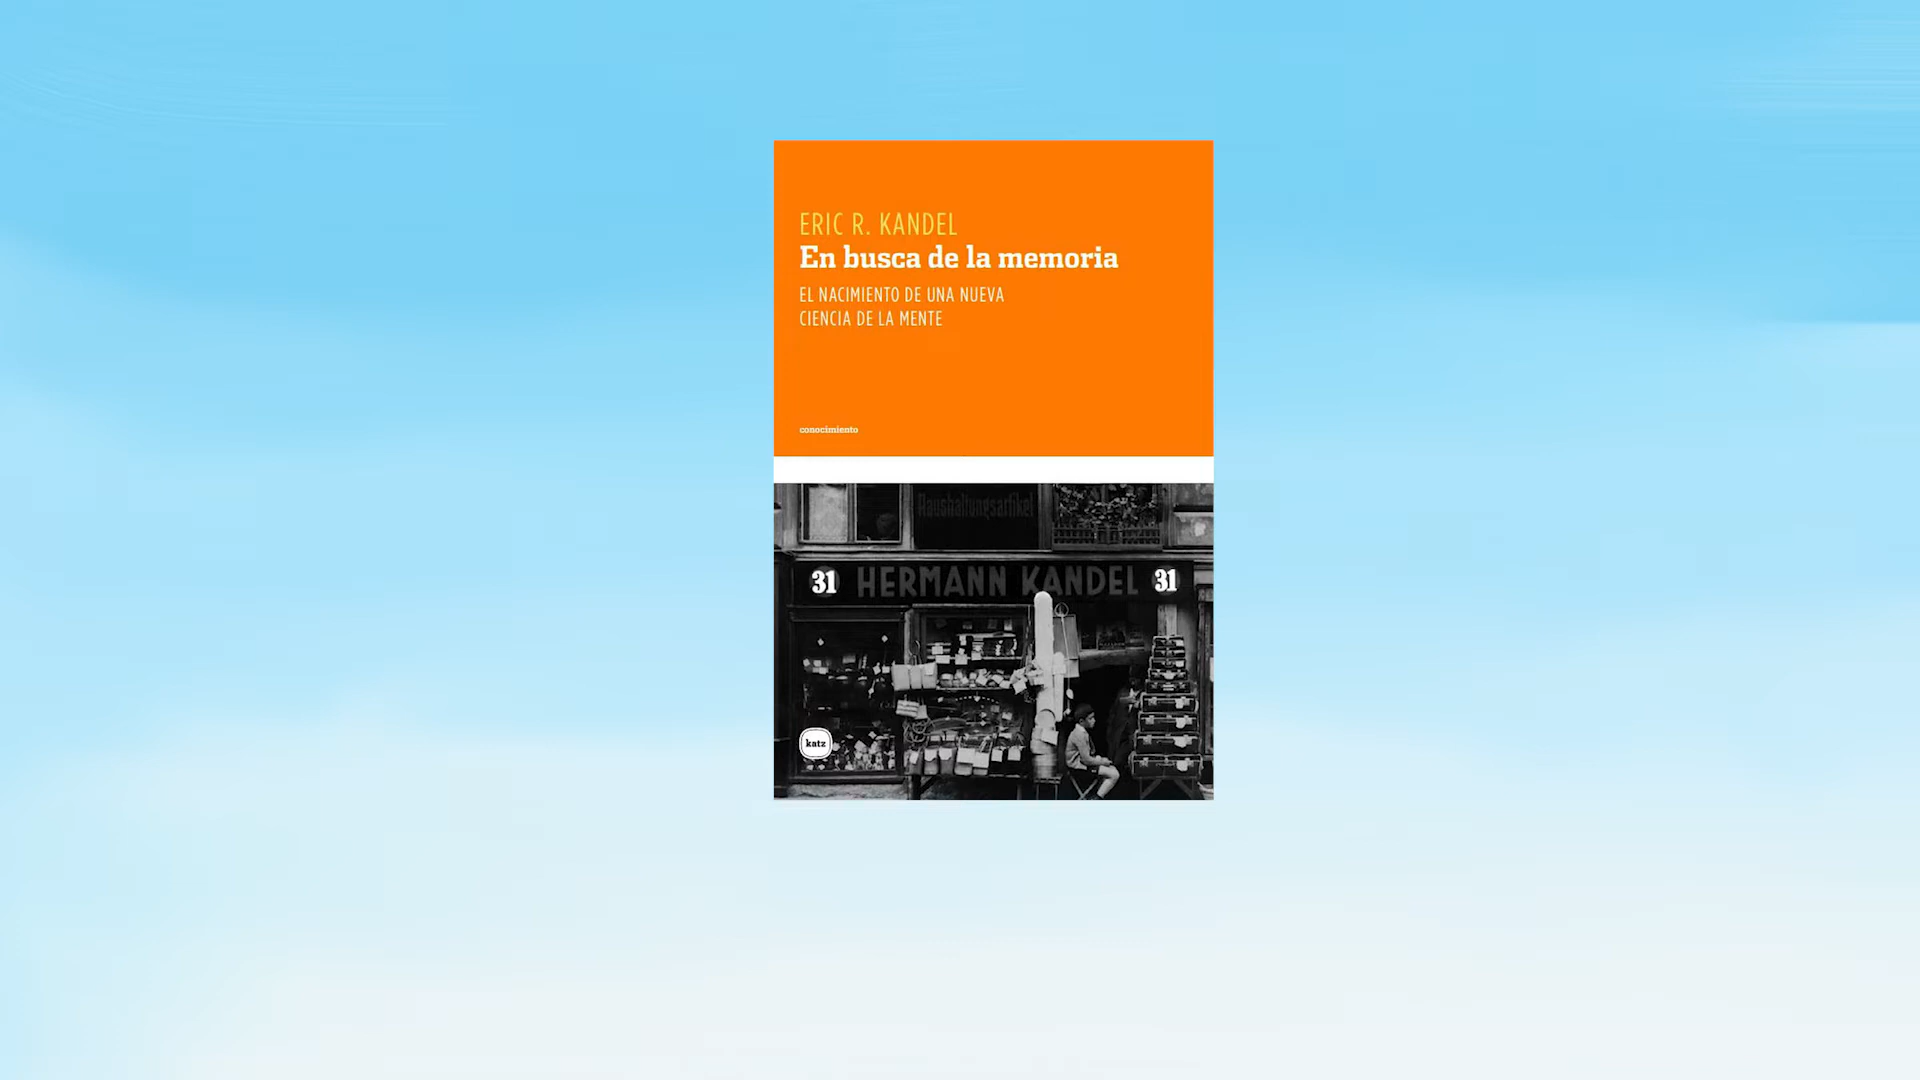 ERIC R. KANDEL
En busca de la memoria
EL NACIMIENTO DE UNA NUEVA
CIENCIA DE LA MENTE
conocimiento
Haushaltungsartikel
31 HERMANN KANDEL 31
katz